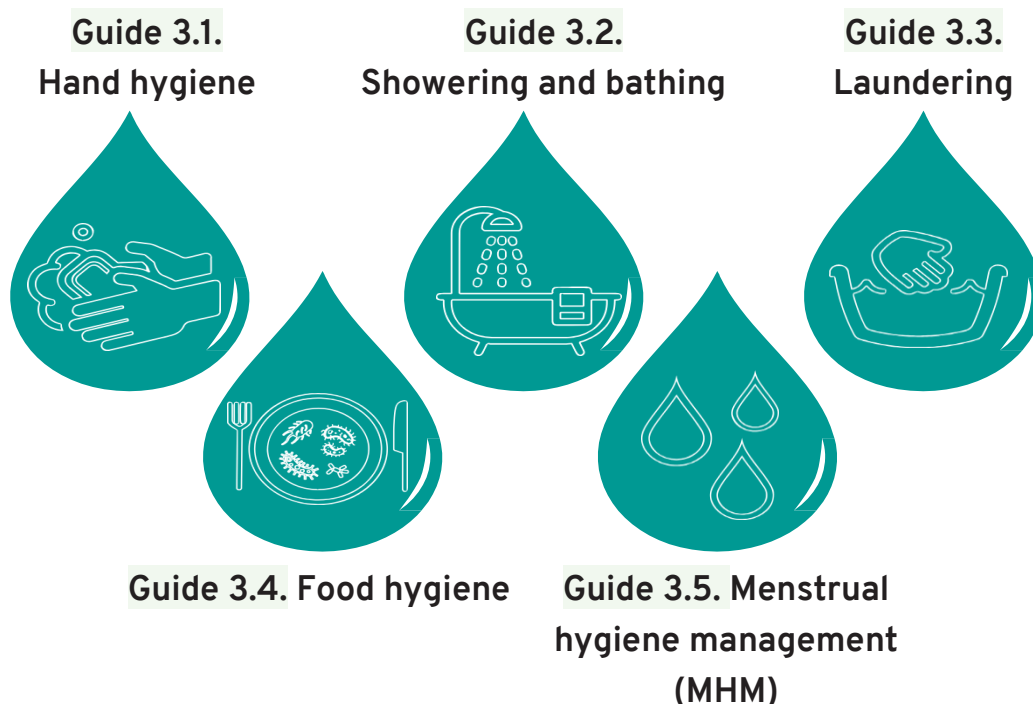 Guide 3.1.
Hand hygiene
Guide 3.2.
Showering and bathing
Guide 3.3.
Laundering
Guide 3.4. Food hygiene
Guide 3.5. Menstrual
hygiene management
(MHM)